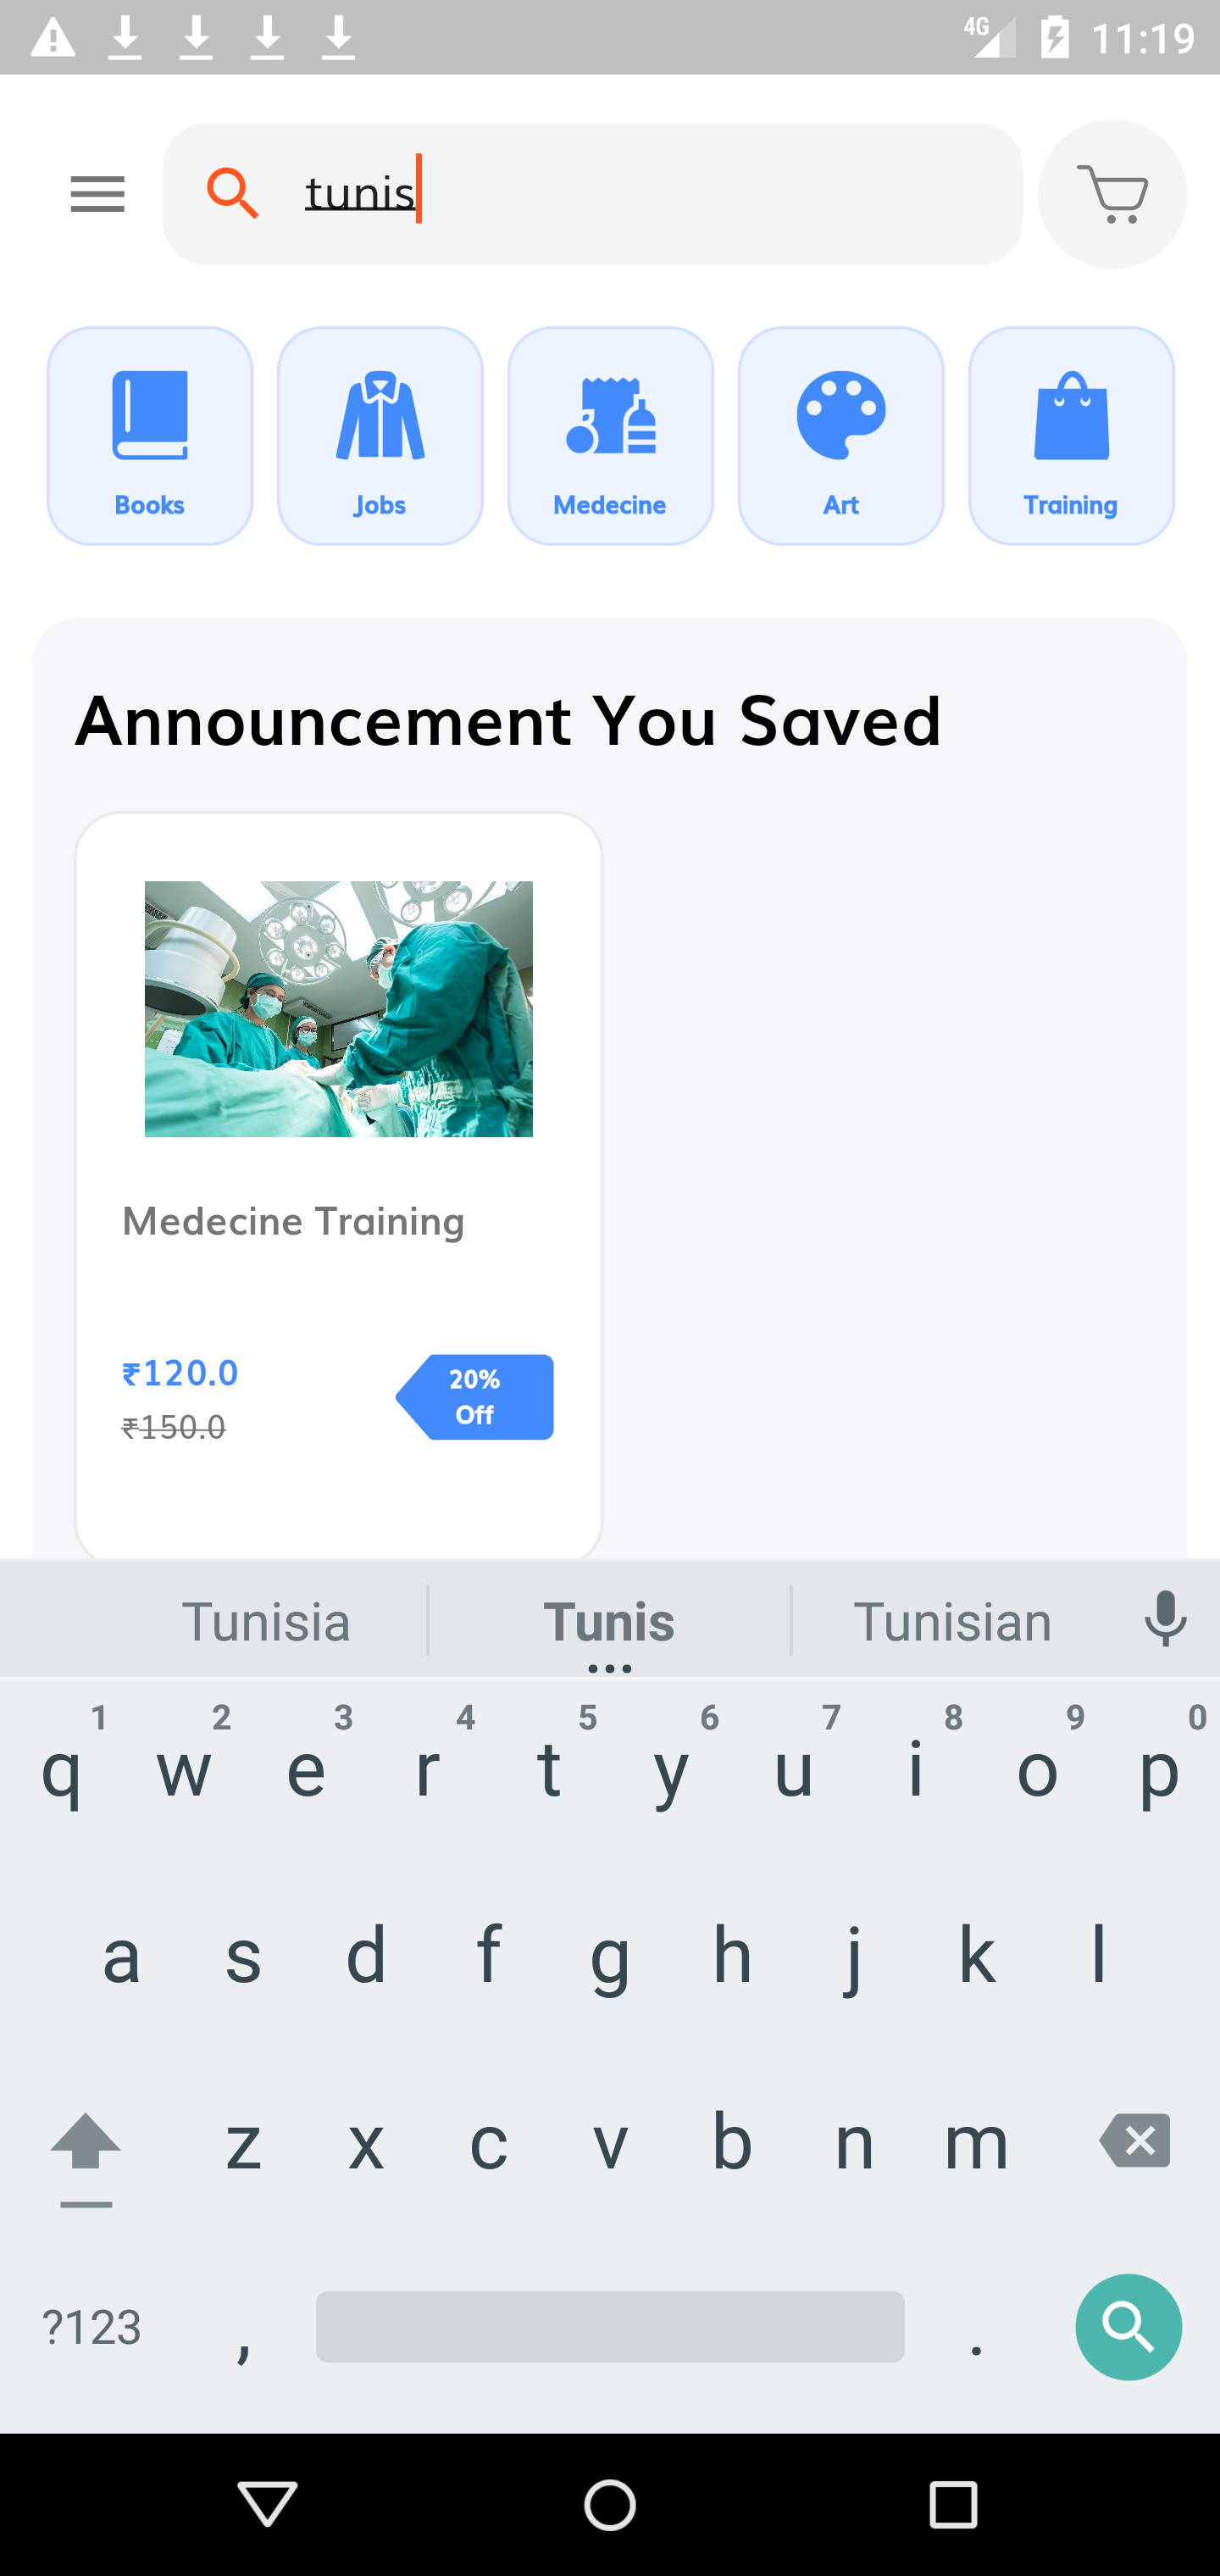 4G 11:19
tunis
Books Jobs Medecine Art Training
Announcement You Saved
Medecine Training
₹120.0
₹150.0
20%
Off
Tunisia Tunis Tunisian
1 2 3 4 5 6 7 8 9 0
q w e r t y u i o p
a s d f g h j k l
z x c v b n m
?123 , .